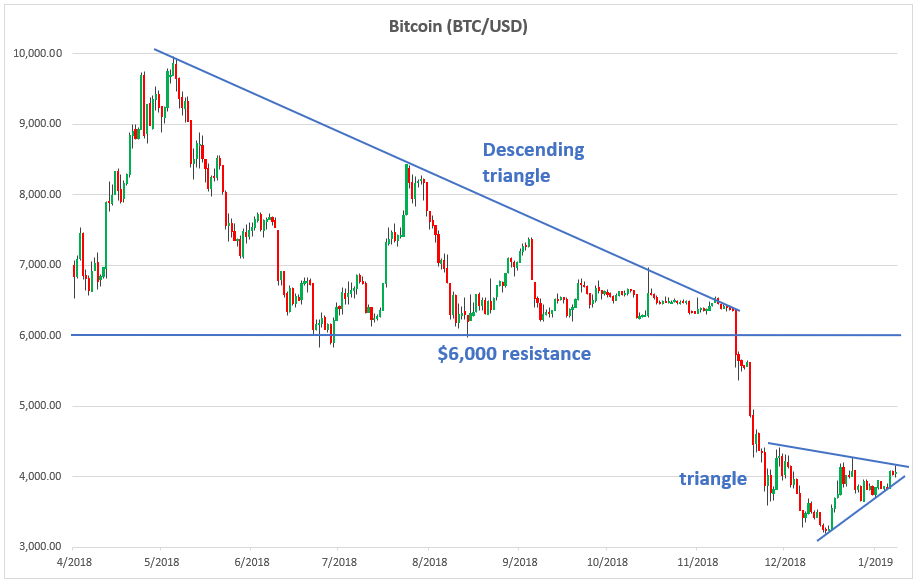 Bitcoin (BTC/USD)
10,000.00
9,000.00
8,000.00
7,000.00
6,000.00
5,000.00
4,000.00
3,000.00
Descending
triangle
$6,000 resistance
triangle
4/2018 5/2018 6/2018 7/2018 8/2018 9/2018 10/2018 11/2018 12/2018 1/2019